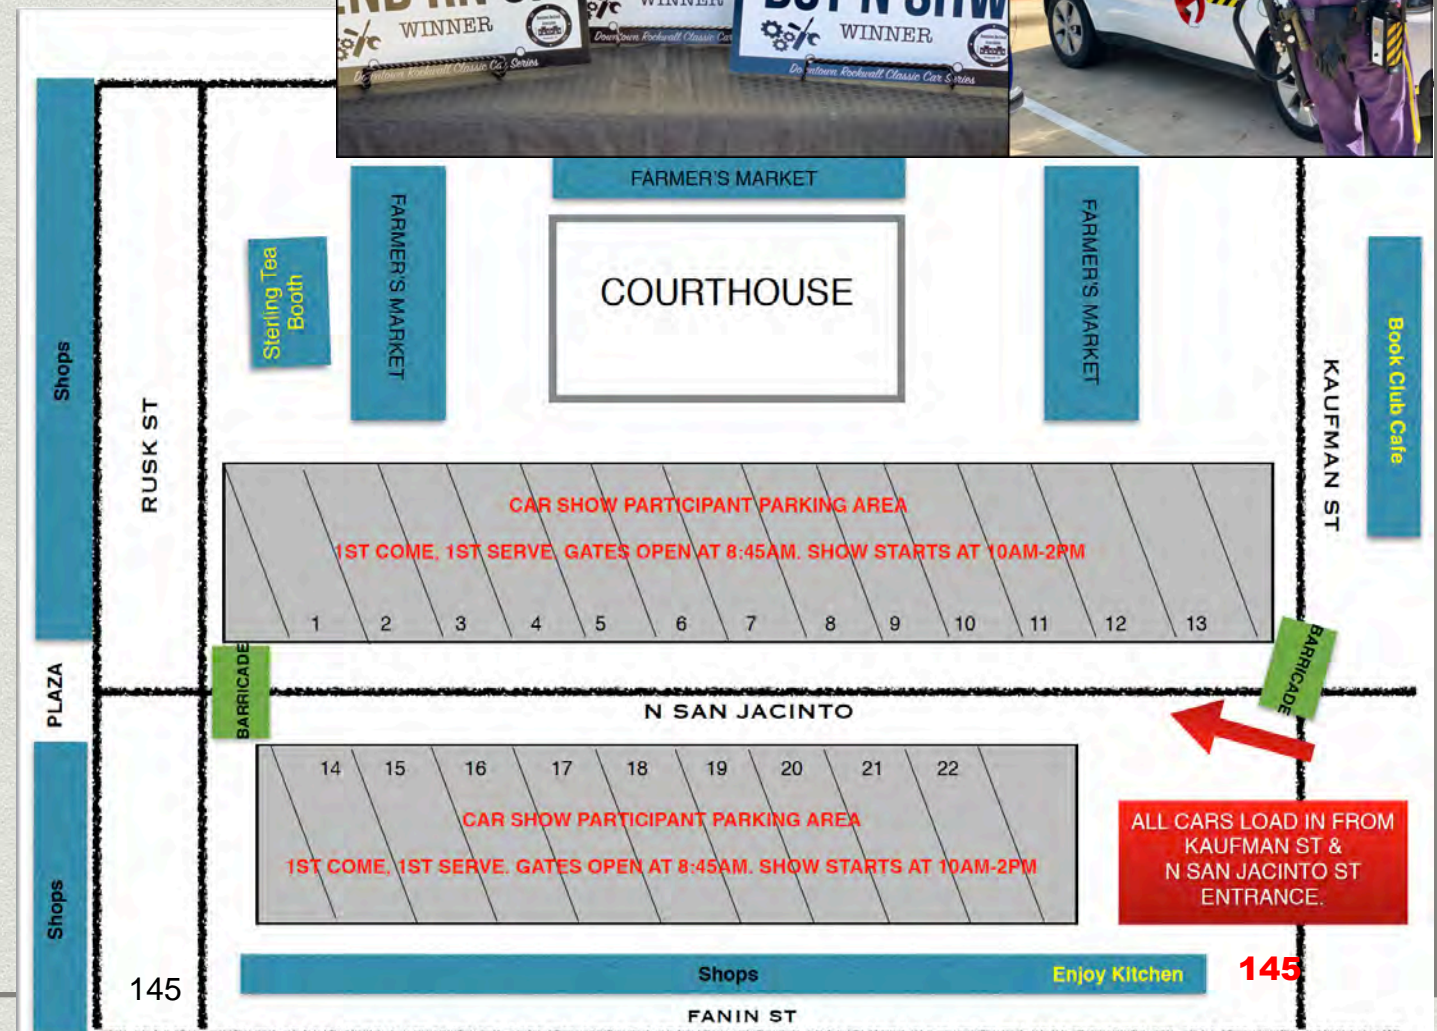 WINNER
WINNER
WINNER
Downtown Rockwall Classic Car Series
Downtown Rockwall Classic Car
Downtown Rockwall Classic Car Series
FARMER'S MARKET
FARMER'S MARKET
FARMER'S MARKET
Sterling Tea
Booth
COURTHOUSE
Shops
RUSK ST
KAUFMAN ST
Book Club Cafe
CAR SHOW PARTICIPANT PARKING AREA
1ST COME, 1ST SERVE. GATES OPEN AT 8:45AM. SHOW STARTS AT 10AM-2PM
1 2 3 4 5 6 7 8 9 10 11 12 13
BARRICADE
BARRICADE
PLAZA
N SAN JACINTO
14 15 16 17 18 19 20 21 22
CAR SHOW PARTICIPANT PARKING AREA
1ST COME, 1ST SERVE. GATES OPEN AT 8:45AM. SHOW STARTS AT 10AM-2PM
ALL CARS LOAD IN FROM
KAUFMAN ST &
N SAN JACINTO ST
ENTRANCE.
Shops
Shops
Enjoy Kitchen
145
145
FANIN ST